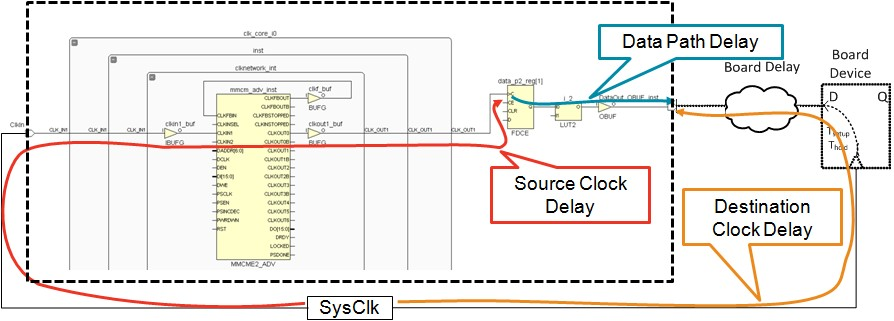 clk_core_i0
inst
clknetwork_int
mmcm_adv_inst
clkf_buf
BUFG
CLKFBOUT
CLKFBOUTB
CLKFBIN
CLKFBSTOPPED
CLKINSEL
CLKINSTOPPED
CLKIN1
CLKOUT0
CLKIN2
CLKOUT0B
DADDR[6:0]
CLKOUT1
DCLK
CLKOUT1B
DEN
CLKOUT2
DI[15:0]
CLKOUT2B
DWE
CLKOUT3
PSCLK
CLKOUT3B
PSEN
CLKOUT4
PSINCDEC
CLKOUT5
PWRDWN
CLKOUT6
RST
DO[15:0]
DRDY
LOCKED
PSDONE
MMCME2_ADV
ClkIn
CLK_IN1
CLK_IN1
CLK_IN1
clkin1_buf
IBUFG
clkout1_buf
BUFG
CLK_OUT1
CLK_OUT1
CLK_OUT1
data_p2_reg[1]
C
CE
CLR
D
Q
FDCE
LUT2
DataOut_OBUF_inst
OBUF
Data Path Delay
Board Delay
Board
Device
D
Q
Tsetup
Thold
Source Clock
Delay
Destination
Clock Delay
SysClk